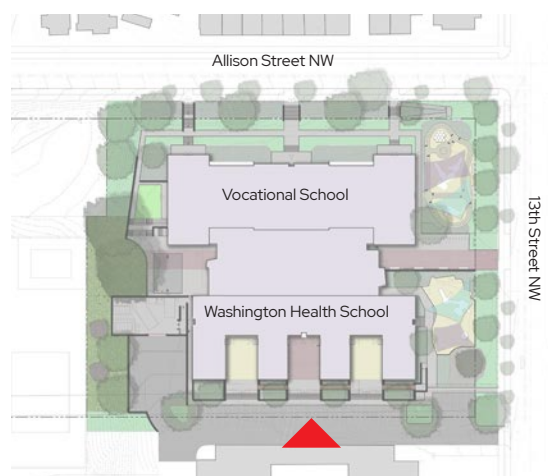 Allison Street NW
Vocational School
13th Street NW
Washington Health School